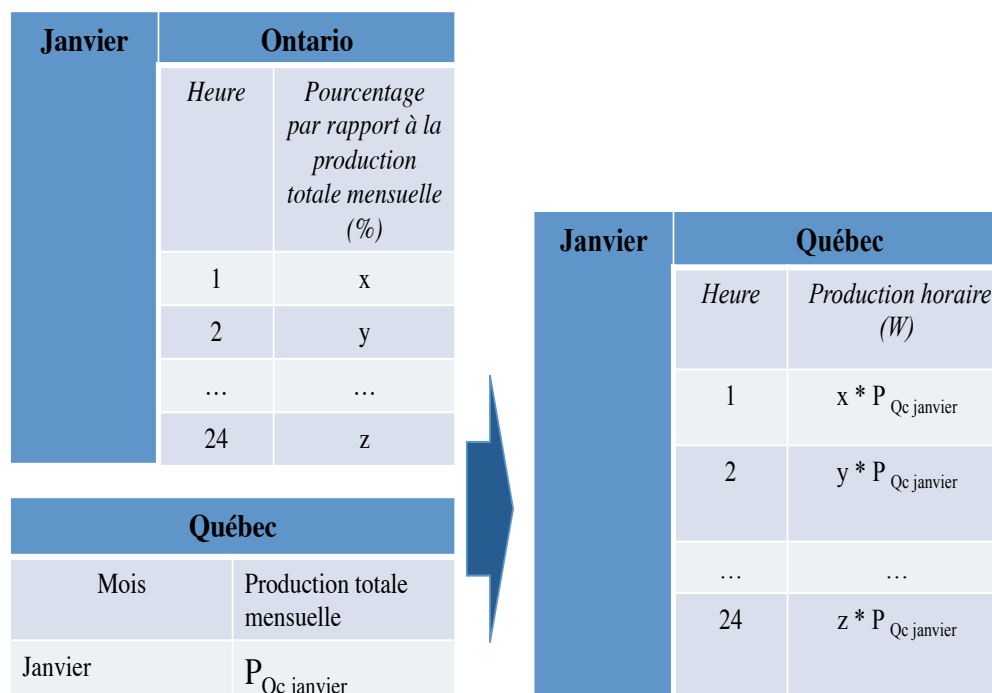 Janvier Ontario
Heure Pourcentage
par rapport à la
production
totale mensuelle
(%)
1 x
2 y
… …
24 z
Québec
Mois Production totale
mensuelle
Janvier P Qc janvier
Janvier Québec
Heure Production horaire
(W)
1 x * P Qc janvier
2 y * P Qc janvier
… …
24 z * P Qc janvier